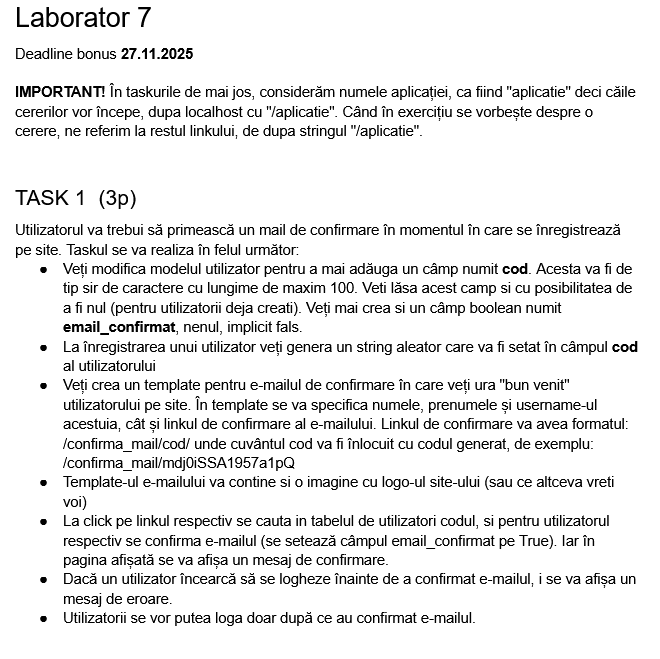 Laborator 7
Deadline bonus 27.11.2025
IMPORTANT! În taskurile de mai jos, considerăm numele aplicației, ca fiind "aplicatie" deci căile
cererilor vor începe, dupa localhost cu "/aplicatie". Când în exercițiu se vorbește despre o
cerere, ne referim la restul linkului, de dupa stringul "/aplicatie".
TASK 1 (3p)
Utilizatorul va trebui să primească un mail de confirmare în momentul în care se înregistrează
pe site. Taskul se va realiza în felul următor:
● Veți modifica modelul utilizator pentru a mai adăuga un câmp numit cod. Acesta va fi de
tip sir de caractere cu lungime de maxim 100. Veti lăsa acest camp si cu posibilitatea de
a fi nul (pentru utilizatorii deja creati). Veți mai crea si un câmp boolean numit
email_confirmat, nenul, implicit fals.
● La înregistrarea unui utilizator veți genera un string aleator care va fi setat în câmpul cod
al utilizatorului
● Veți crea un template pentru e-mailul de confirmare în care veți ura "bun venit"
utilizatorului pe site. În template se va specifica numele, prenumele și username-ul
acestuia, cât și linkul de confirmare al e-mailului. Linkul de confirmare va avea formatul:
/confirma_mail/cod/ unde cuvântul cod va fi înlocuit cu codul generat, de exemplu:
/confirma_mail/mdj0iSSA1957a1pQ
● Template-ul e-mailului va contine si o imagine cu logo-ul site-ului (sau ce altceva vreti
voi)
● La click pe linkul respectiv se cauta in tabelul de utilizatori codul, si pentru utilizatorul
respectiv se confirma e-mailul (se setează câmpul email_confirmat pe True). Iar în
pagina afișată se va afișa un mesaj de confirmare.
● Dacă un utilizator încearcă să se logheze înainte de a confirmat e-mailul, i se va afișa un
mesaj de eroare.
● Utilizatorii se vor putea loga doar după ce au confirmat e-mailul.